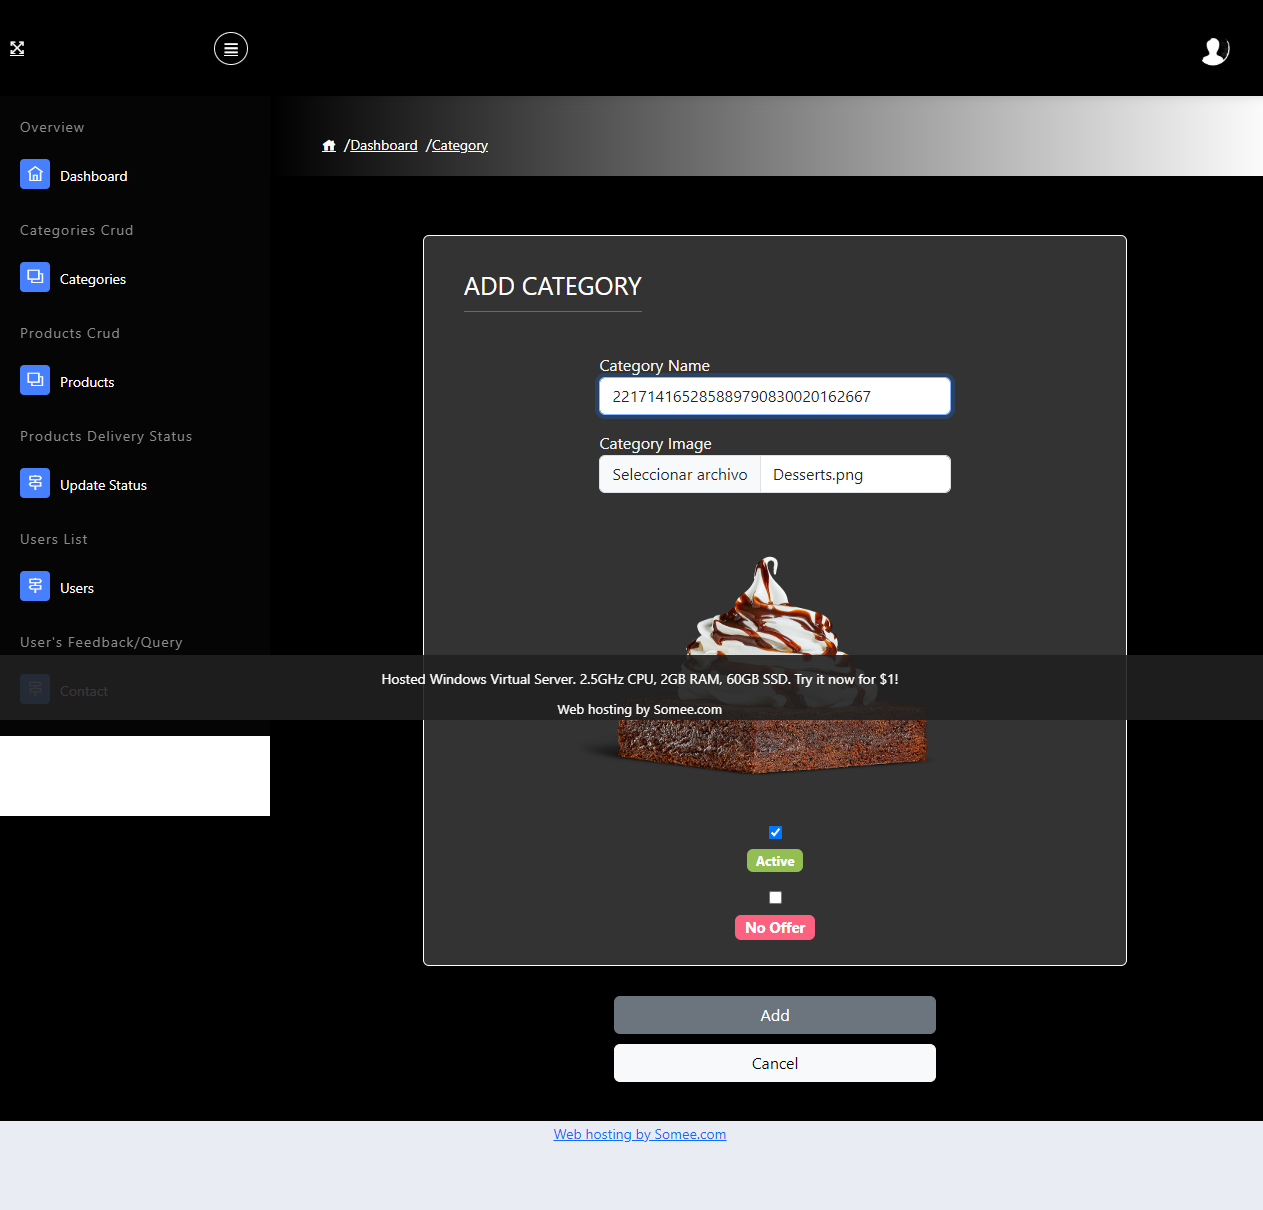 /Dashboard /Category
Overview
Dashboard
Categories Crud
Categories
Products Crud
Products
Products Delivery Status
Update Status
Users List
Users
User's Feedback/Query
Contact
ADD CATEGORY
Category Name
221714165285889790830020162667
Category Image
Seleccionar archivo Desserts.png
Hosted Windows Virtual Server. 2.5GHz CPU, 2GB RAM, 60GB SSD. Try it now for $1!
Web hosting by Somee.com
Active
No Offer
Add
Cancel
Web hosting by Somee.com